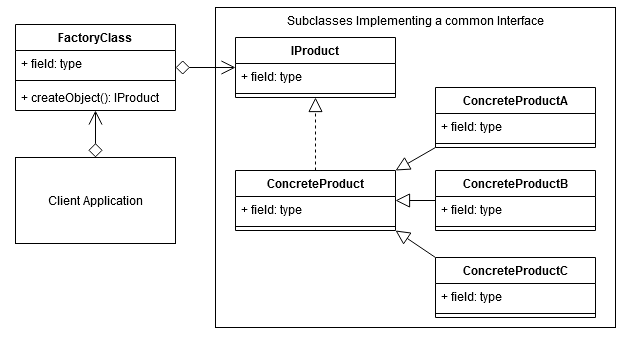 Subclasses Implementing a common Interface
FactoryClass
+ field: type
+ createObject(): IProduct
IProduct
+ field: type
ConcreteProductA
+ field: type
Client Application
ConcreteProduct
+ field: type
ConcreteProductB
+ field: type
ConcreteProductC
+ field: type